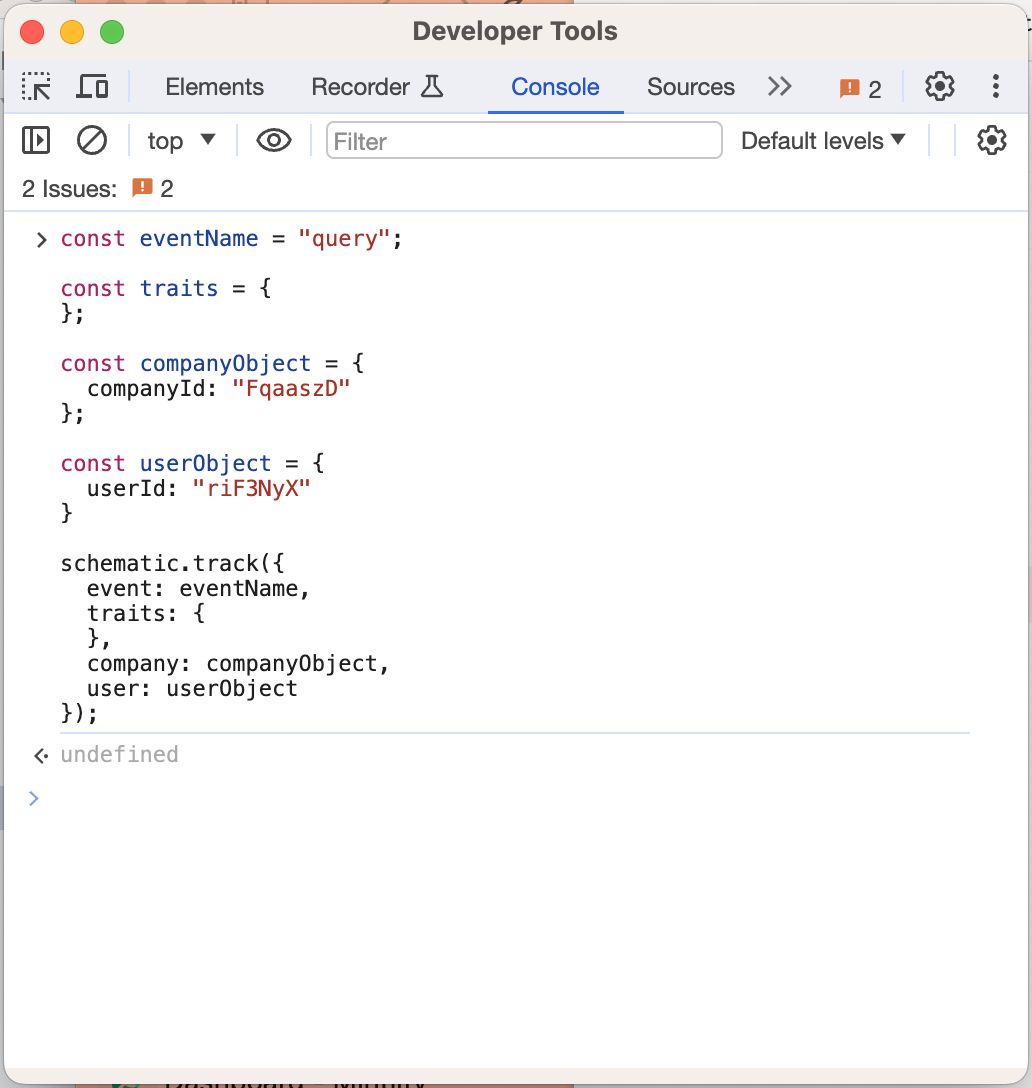 Developer Tools
Elements Recorder Console Sources 2
top Filter Default levels
2 Issues: 2
const eventName = "query";
const traits = {
};
const companyObject = {
  companyId: "FqaaszD"
};
const userObject = {
  userId: "riF3NyX"
}
schematic.track({
  event: eventName,
  traits: {
  },
  company: companyObject,
  user: userObject
});
undefined